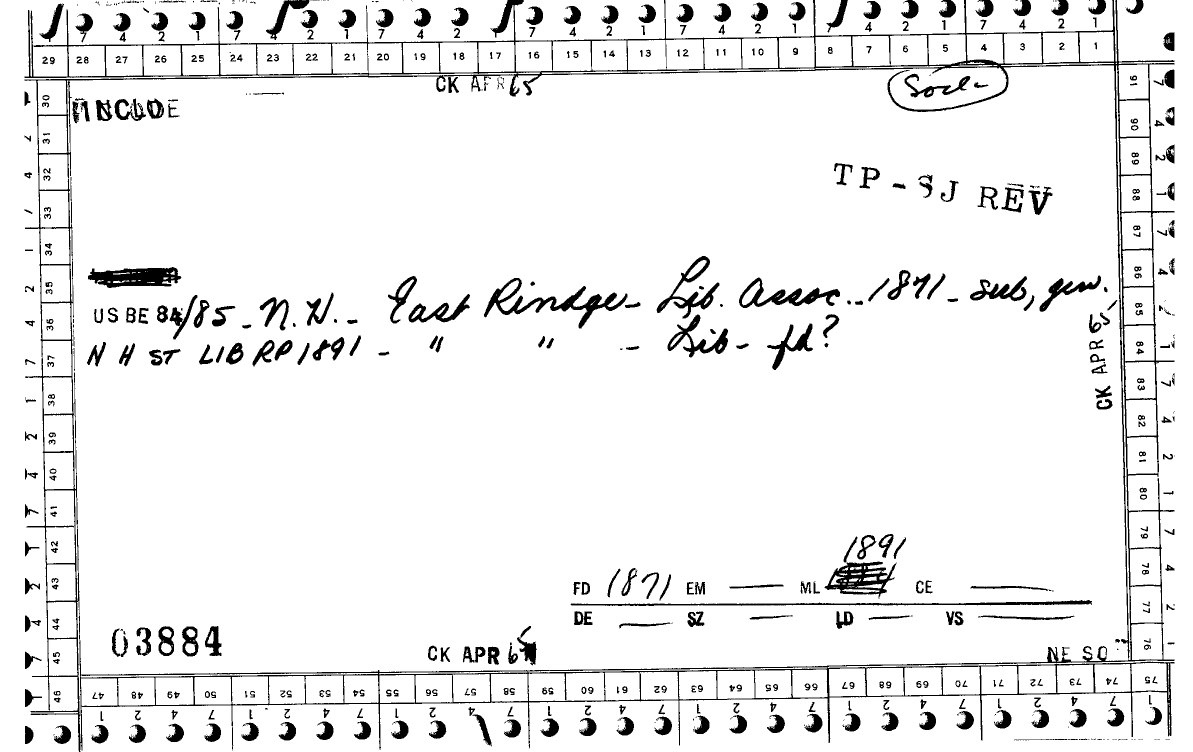 7 4 2 1 7 4 2 1 7 4 2 1 7 4 2 1 7 4 2 1 7 4 2 1 7 4 2 1
29 28 27 26 25 24 23 22 21 20 19 18 17 16 15 14 13 12 11 10 9 8 7 6 5 4 3 2 1
CK APR 65
INCLUDE
TP-SJ REV
US BE 84/85 - N.H. - East Rindge - Lib. Assoc. - 1871 - sub, gen.
N H ST LIB RP 1891 - " " - Lib - fd?
CK APR 65
1891
FD 1871 EM — ML CE —
DE — SZ — LD — VS —
03884
CK APR 65
NE SO
30 31 32 33 34 35 36 37 38 39 40 41 42 43 44 45 46
91 90 89 88 87 86 85 84 83 82 81 80 79 78 77 76
47 48 49 50 51 52 53 54 55 56 57 58 59 60 61 62 63 64 65 66 67 68 69 70 71 72 73 74 75
1 2 4 7 1 2 4 7 1 2 4 7 1 2 4 7 1 2 4 7 1 2 4 7 1 2 4 7 1